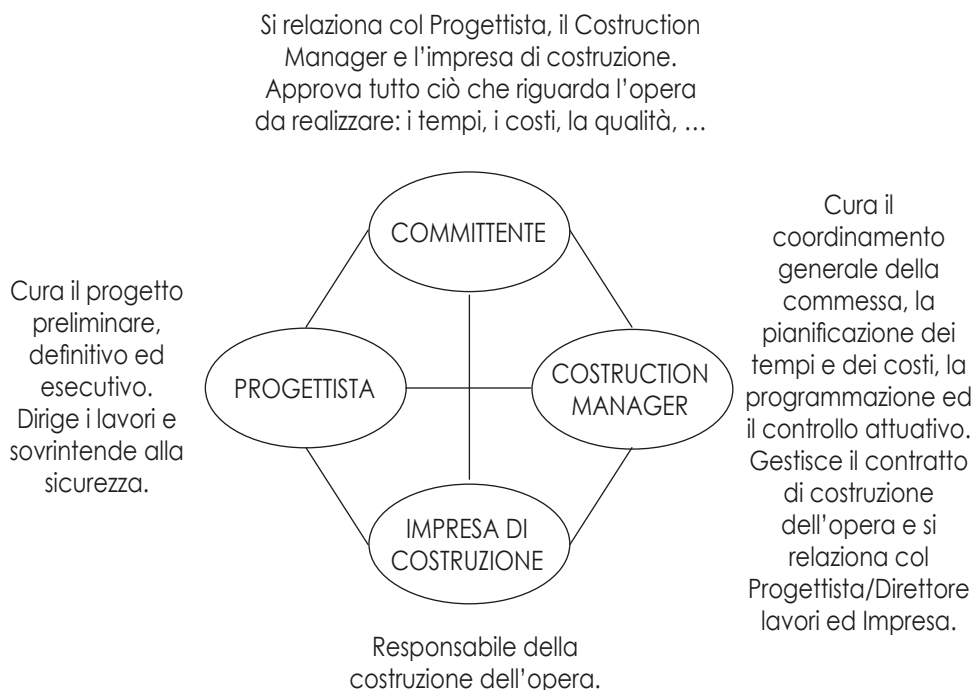 Si relaziona col Progettista, il Costruction
Manager e l’impresa di costruzione.
Approva tutto ciò che riguarda l’opera
da realizzare: i tempi, i costi, la qualità, ...
COMMITTENTE
Cura il progetto
preliminare,
definitivo ed
esecutivo.
Dirige i lavori e
sovrintende alla
sicurezza.
PROGETTISTA
COSTRUCTION
MANAGER
Cura il
coordinamento
generale della
commessa, la
pianificazione dei
tempi e dei costi, la
programmazione ed
il controllo attuativo.
Gestisce il contratto
di costruzione
dell’opera e si
relaziona col
Progettista/Direttore
lavori ed Impresa.
IMPRESA DI
COSTRUZIONE
Responsabile della
costruzione dell’opera.